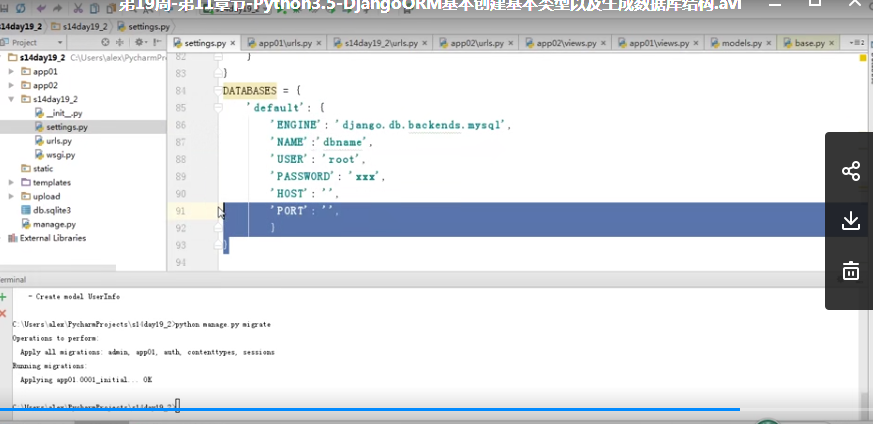 第19周-第11章节-Python3.5-DjangoORM基本创建基本类型以及生成数据库结构.avi
s14day19_2
s14day19_2
settings.py
Project
settings.py
app01\urls.py
s14day19_2\urls.py
app02\urls.py
app02\views.py
app01\views.py
models.py
base.py
s14day19_2 C:\Users\alex\PycharmPr
app01
app02
s14day19_2
__init__.py
settings.py
urls.py
wsgi.py
static
templates
upload
db.sqlite3
manage.py
External Libraries
82 }
83 }
84 DATABASES = {
85 'default': {
86 'ENGINE': 'django.db.backends.mysql',
87 'NAME':'dbname',
88 'USER': 'root',
89 'PASSWORD': 'xxx',
90 'HOST': '',
91 'PORT': '',
92 }
93 }
94
erminal
- Create model UserInfo
C:\Users\alex\PycharmProjects\s14day19_2>python manage.py migrate
Operations to perform:
Apply all migrations: admin, app01, auth, contenttypes, sessions
Running migrations:
Applying app01.0001_initial... OK
C:\Users\alex\PycharmProjects\s14day19_2>